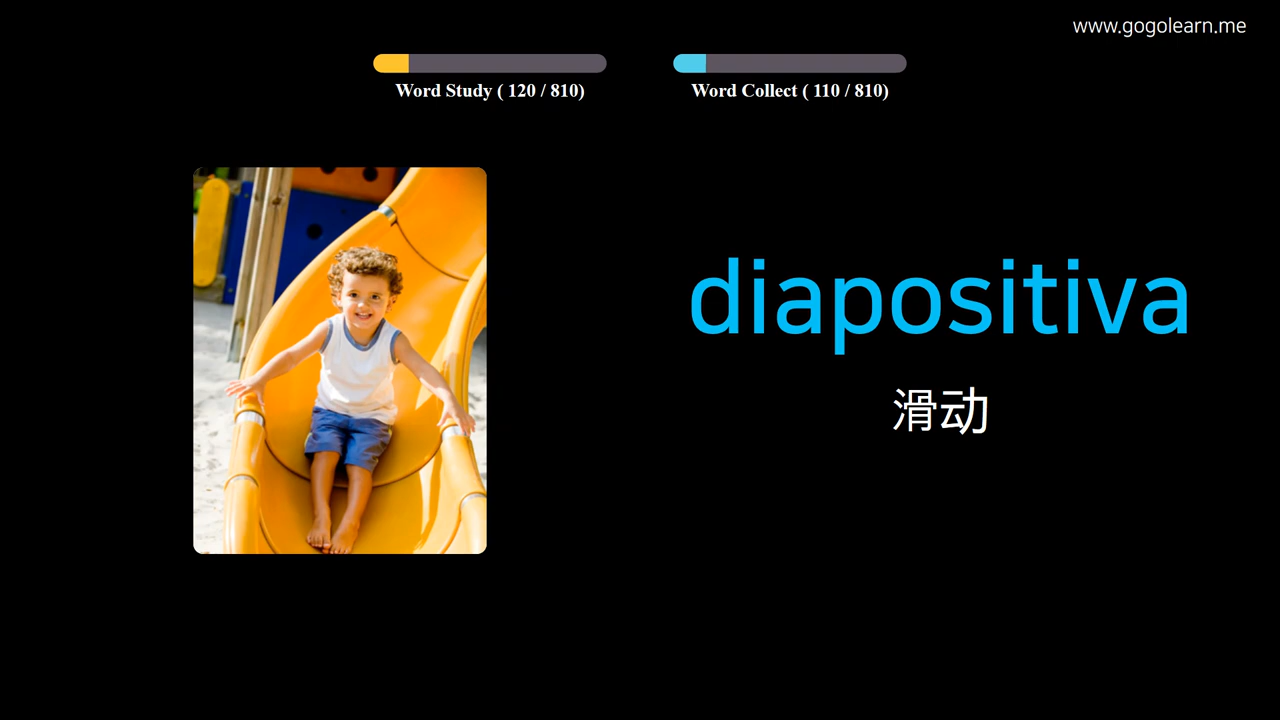 www.gogolearn.me
Word Study ( 120 / 810)
Word Collect ( 110 / 810)
diapositiva
滑动